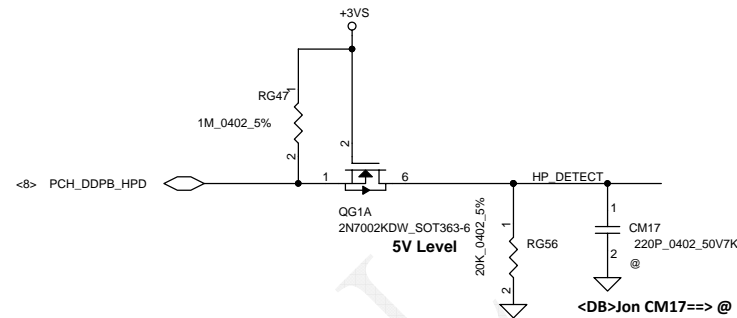 +3VS
RG47
1M_0402_5%
1
2
2
<8> PCH_DDPB_HPD
1
6
HP_DETECT
QG1A
2N7002KDW_SOT363-6
5V Level
20K_0402_5%
1
2
RG56
1
2
CM17
220P_0402_50V7K
@
<DB>Jon CM17==> @